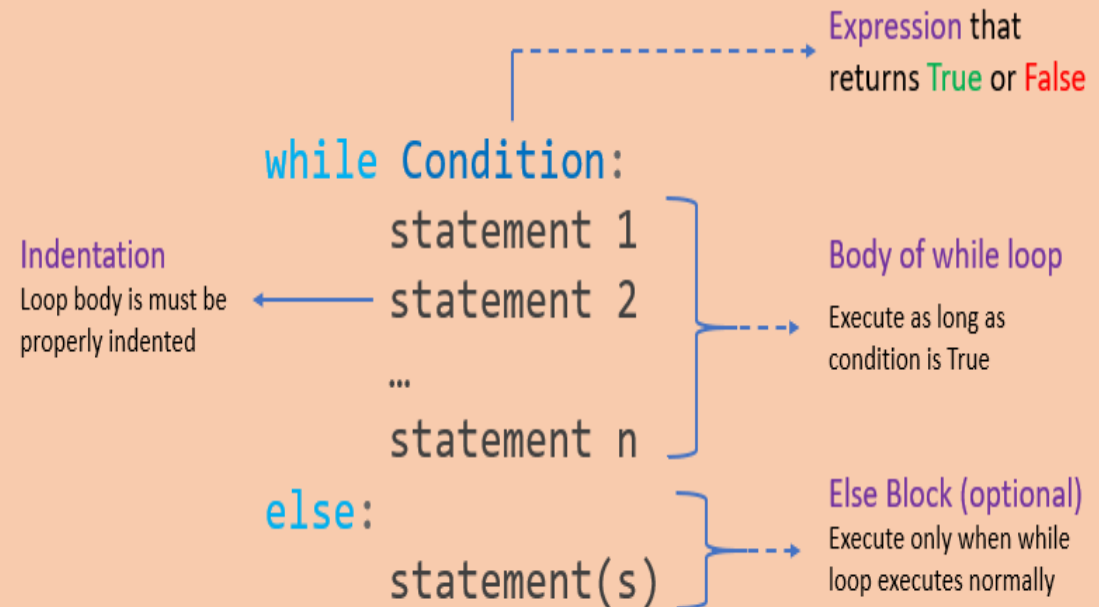 Expression that
returns True or False
while Condition:
statement 1
Indentation
Loop body is must be
properly indented
statement 2
...
statement n
Body of while loop
Execute as long as
condition is True
else:
statement(s)
Else Block (optional)
Execute only when while
loop executes normally